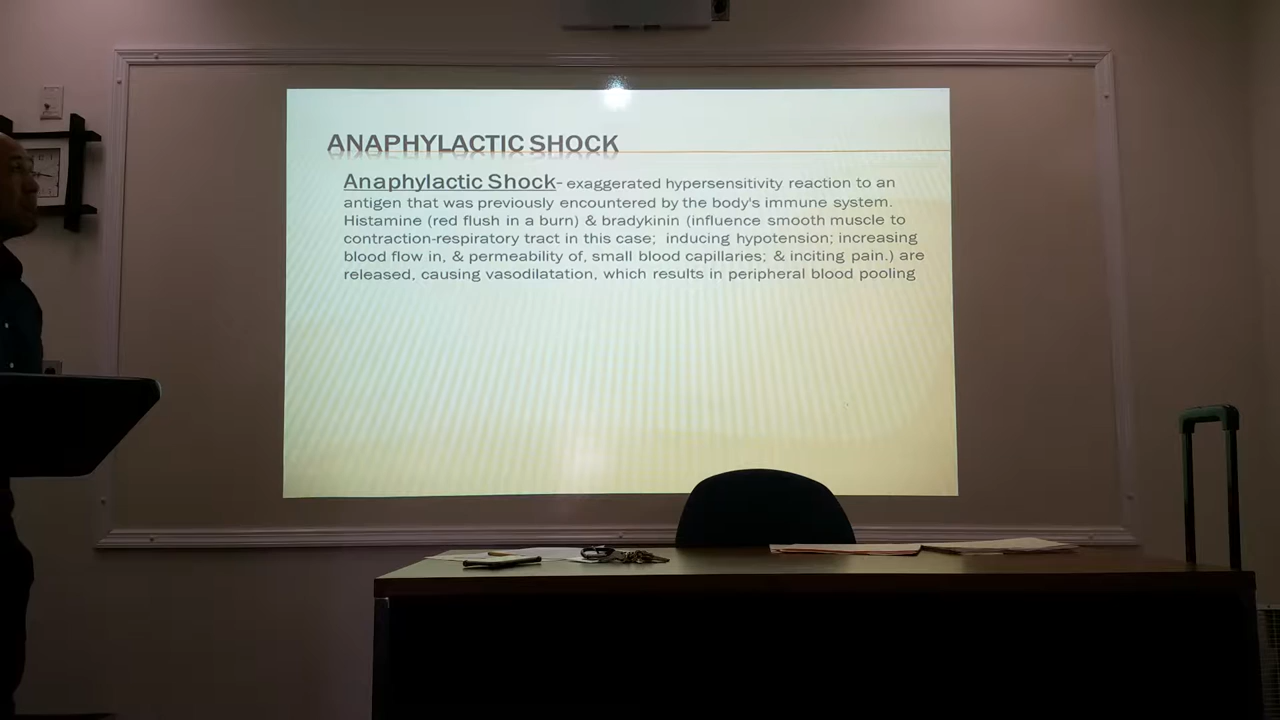 ANAPHYLACTIC SHOCK
Anaphylactic Shock- exaggerated hypersensitivity reaction to an
antigen that was previously encountered by the body's immune system.
Histamine (red flush in a burn) & bradykinin (influence smooth muscle to
contraction-respiratory tract in this case;  inducing hypotension; increasing
blood flow in, & permeability of, small blood capillaries; & inciting pain.) are
released, causing vasodilatation, which results in peripheral blood pooling